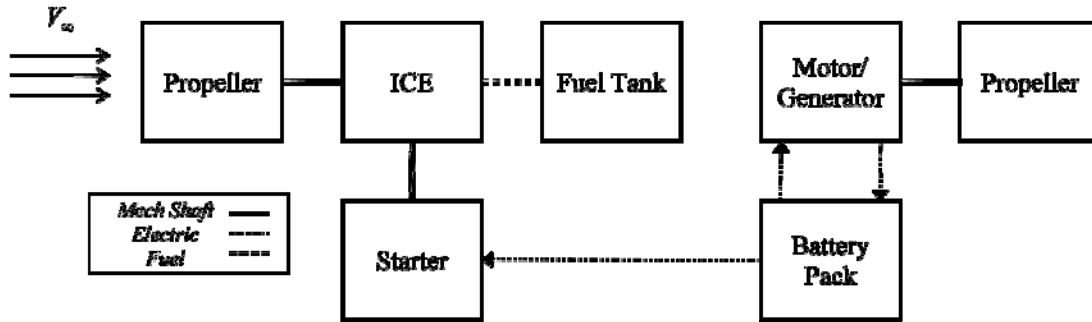 V∞
Propeller
ICE
Fuel Tank
Motor/
Generator
Propeller
Mech Shaft
Electric
Fuel
Starter
Battery
Pack